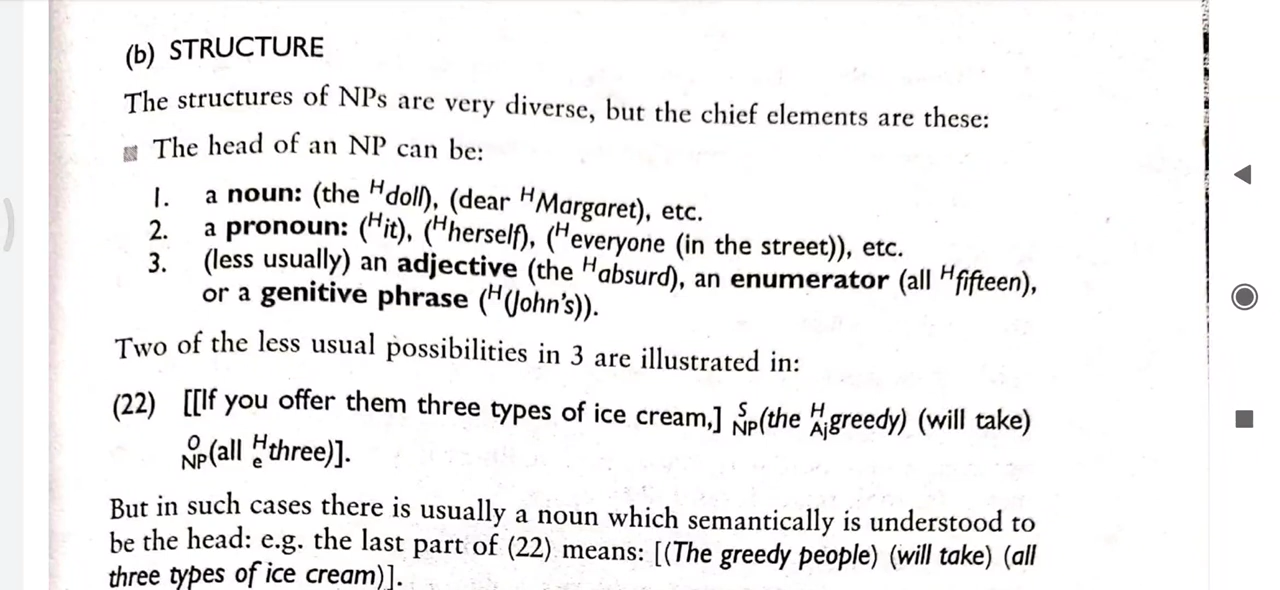 (b) STRUCTURE
The structures of NPs are very diverse, but the chief elements are these:
The head of an NP can be:
1. a noun: (the ᴴdoll), (dear ᴴMargaret), etc.
2. a pronoun: (ᴴit), (ᴴherself), (ᴴeveryone (in the street)), etc.
3. (less usually) an adjective (the ᴴabsurd), an enumerator (all ᴴfifteen),
or a genitive phrase (ᴴ(John's)).
Two of the less usual possibilities in 3 are illustrated in:
(22) [[If you offer them three types of ice cream,] S NP(the H Ajgreedy) (will take)
O NP(all H ethree)].
But in such cases there is usually a noun which semantically is understood to
be the head: e.g. the last part of (22) means: [(The greedy people) (will take) (all
three types of ice cream)].